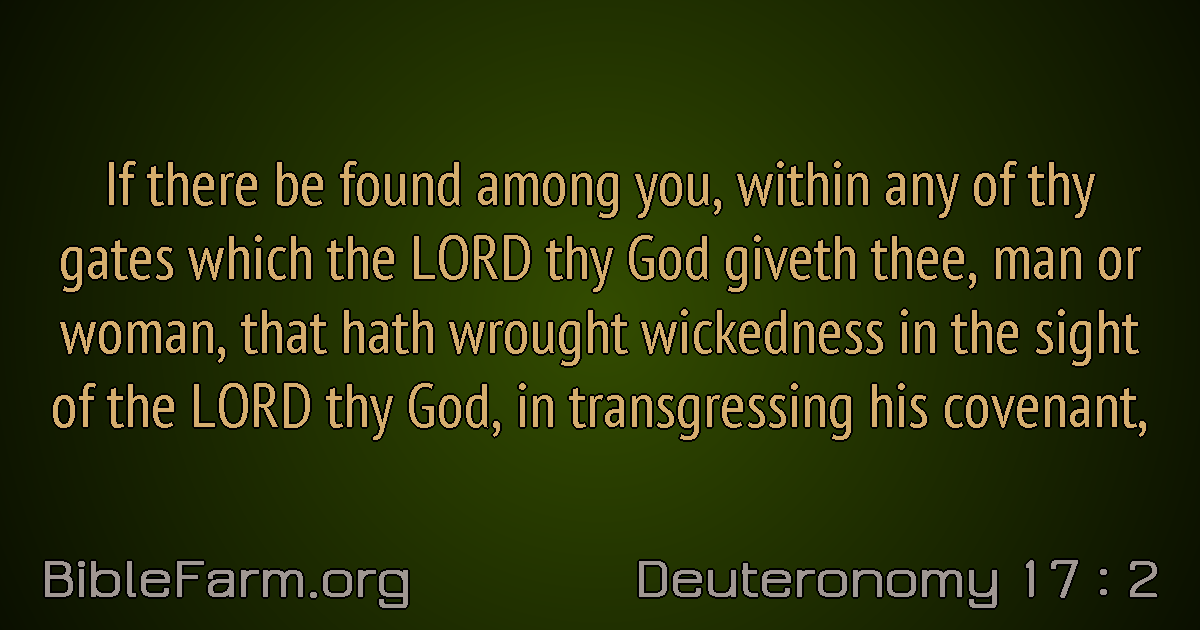 If there be found among you, within any of thy
gates which the LORD thy God giveth thee, man or
woman, that hath wrought wickedness in the sight
of the LORD thy God, in transgressing his covenant,
BibleFarm.org
Deuteronomy 17 : 2